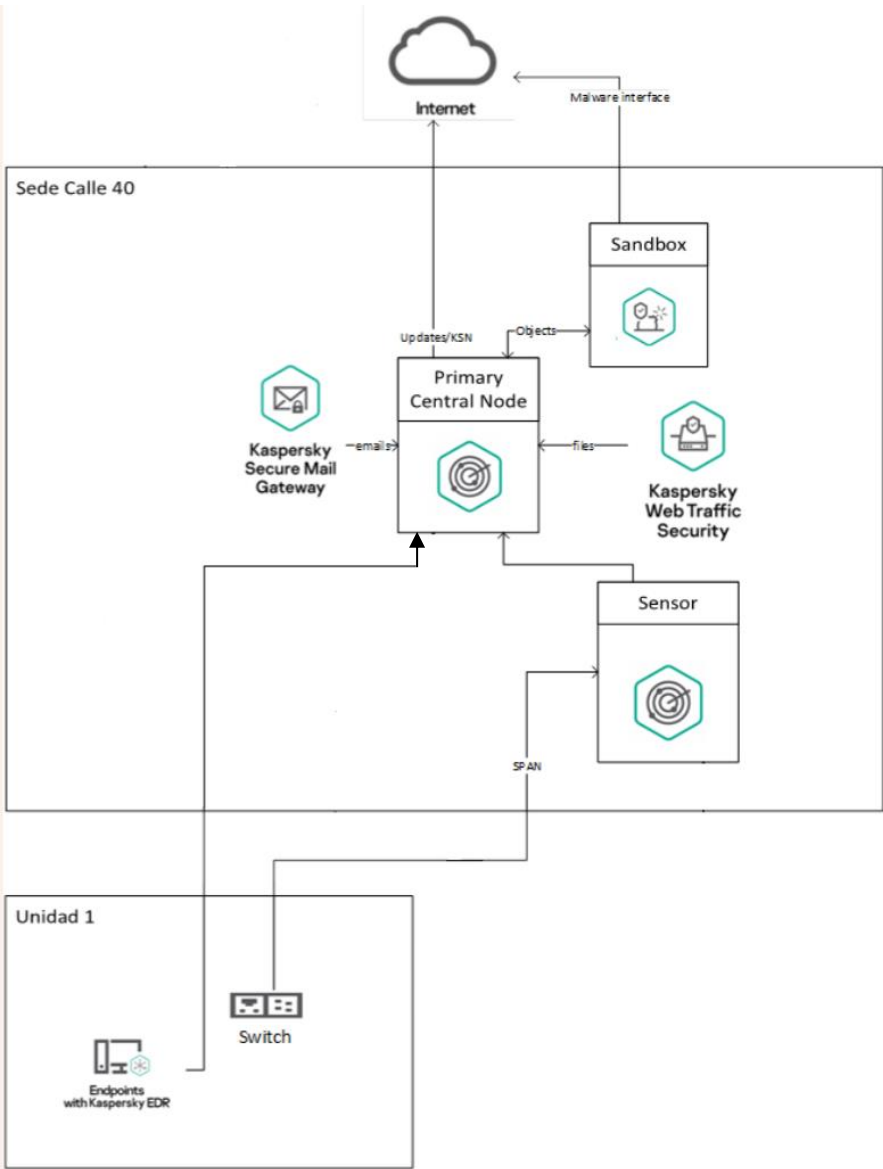 Internet
Malware interface
Sede Calle 40
Sandbox
Updates/KSN
Objects
Primary
Central Node
Kaspersky
Secure Mail
Gateway
emails
files
Kaspersky
Web Traffic
Security
Sensor
SPAN
Unidad 1
Switch
Endpoints
with Kaspersky EDR